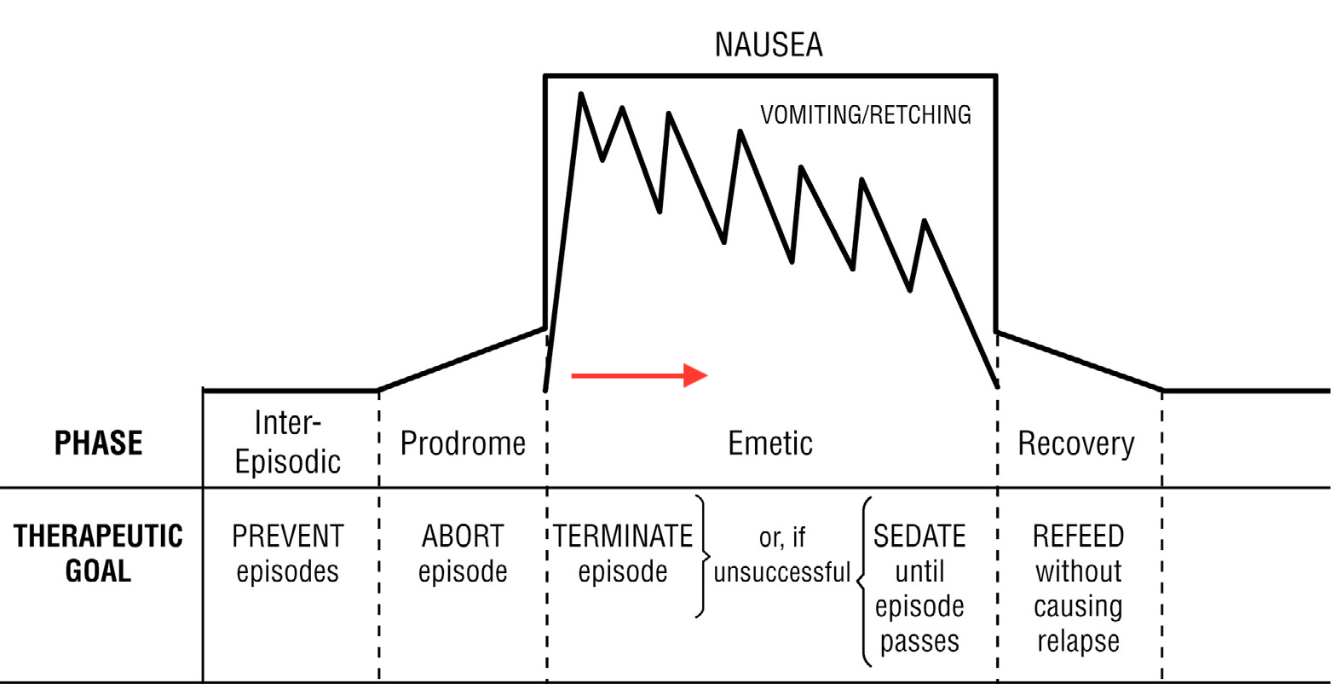 NAUSEA
VOMITING/RETCHING
PHASE
Inter-
Episodic
Prodrome
Emetic
Recovery
THERAPEUTIC
GOAL
PREVENT
episodes
ABORT
episode
TERMINATE
episode
or, if
unsuccessful
SEDATE
until
episode
passes
REFEED
without
causing
relapse